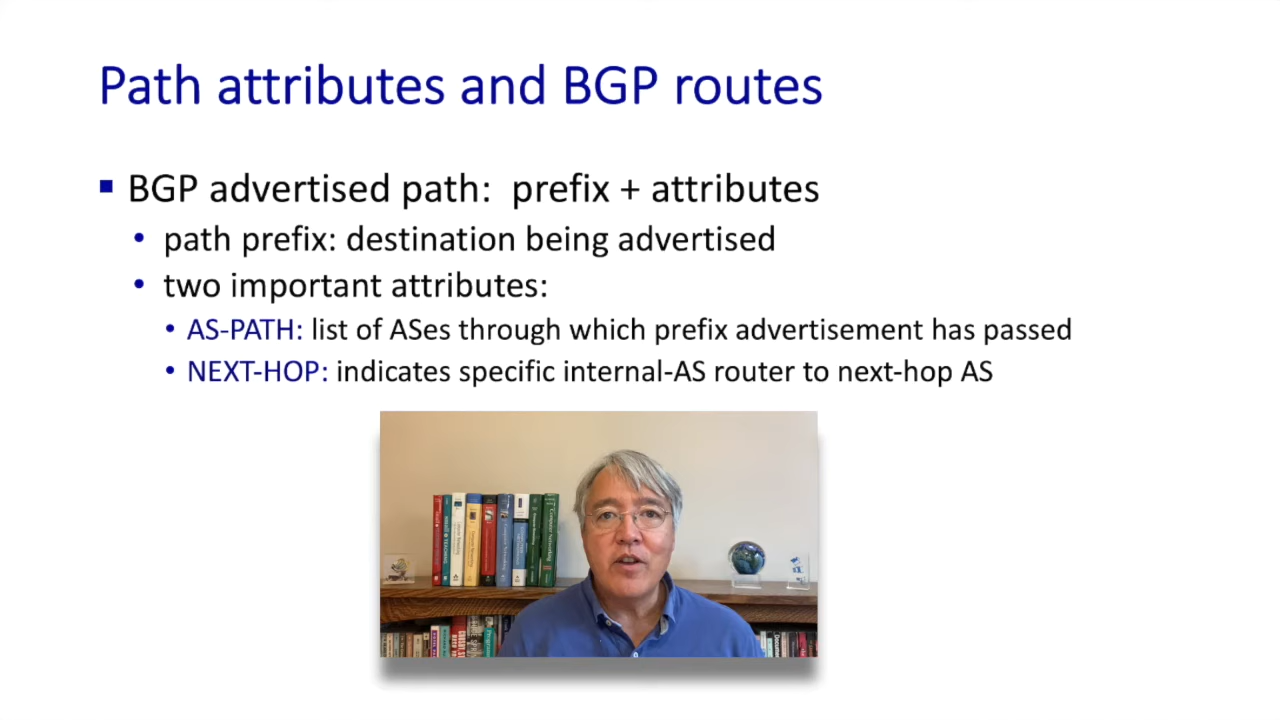 Path attributes and BGP routes
▪ BGP advertised path: prefix + attributes
• path prefix: destination being advertised
• two important attributes:
• AS-PATH: list of ASes through which prefix advertisement has passed
• NEXT-HOP: indicates specific internal-AS router to next-hop AS
Computer Networking